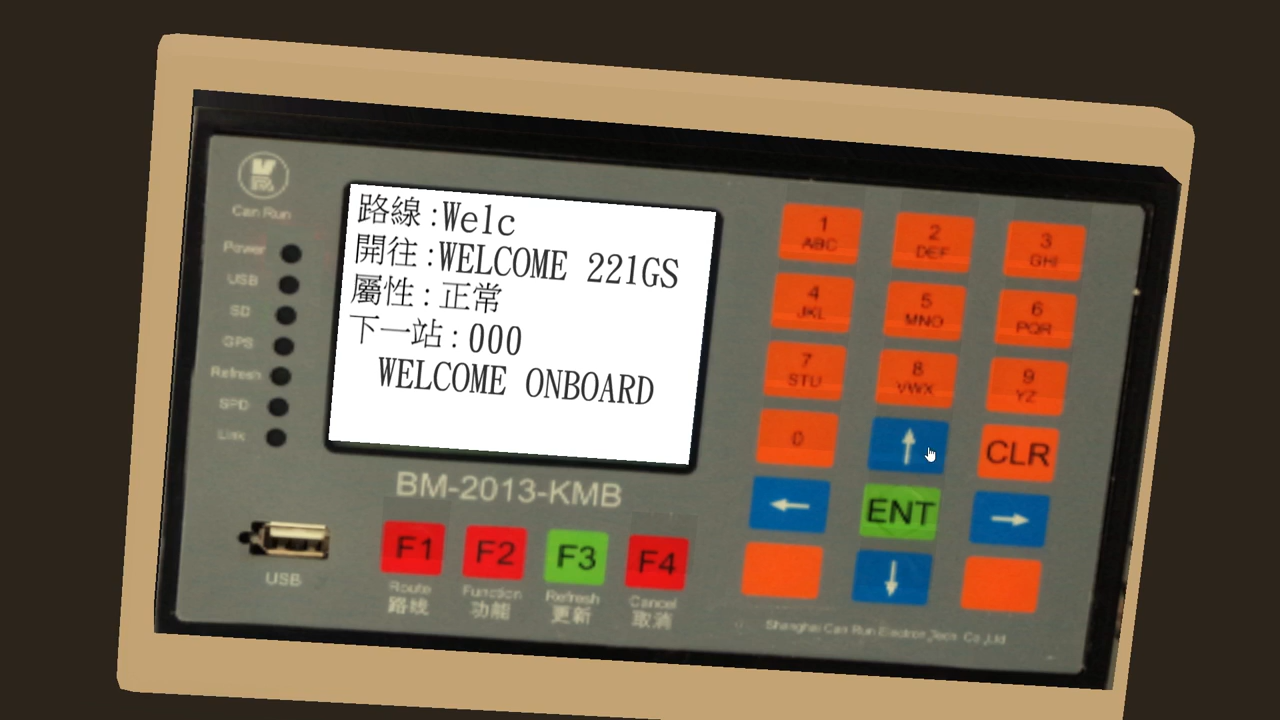 Can Run
路線 :Welc
開往 :WELCOME 221GS
屬性 : 正常
下一站 : 000
WELCOME ONBOARD
Power
USB
SD
GPS
Refresh
SPD
Link
BM-2013-KMB
USB
F1 F2 F3 F4
Route Function Refresh Cancel
路线 功能 更新 取消
1 ABC 2 DEF 3 GHI
4 JKL 5 MNO 6 PQR
7 STU 8 VWX 9 YZ
0 ↑ CLR
← ENT →
↓
Shanghai Can Run Electron Tech Co.,Ltd